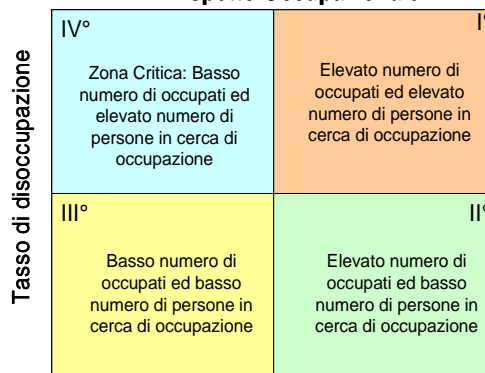 IV°
Zona Critica: Basso
numero di occupati ed
elevato numero di
persone in cerca di
occupazione
I°
Elevato numero di
occupati ed elevato
numero di persone in
cerca di occupazione
Tasso di disoccupazione
III°
Basso numero di
occupati ed basso
numero di persone in
cerca di occupazione
II°
Elevato numero di
occupati ed basso
numero di persone in
cerca di occupazione